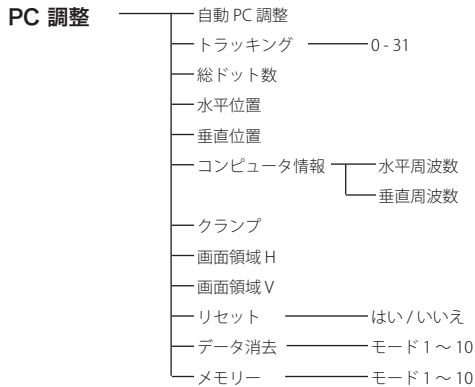 PC 調整
自動 PC 調整
トラッキング 0 - 31
総ドット数
水平位置
垂直位置
コンピュータ情報 水平周波数
垂直周波数
クランプ
画面領域 H
画面領域 V
リセット はい / いいえ
データ消去 モード 1 ～ 10
メモリー モード 1 ～ 10